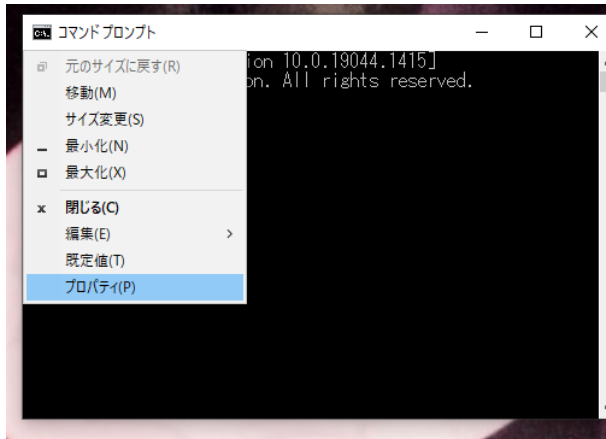 コマンド プロンプト
元のサイズに戻す(R)
移動(M)
サイズ変更(S)
最小化(N)
最大化(X)
閉じる(C)
編集(E)
既定値(T)
プロパティ(P)
10.0.19044.1415]
All rights reserved.